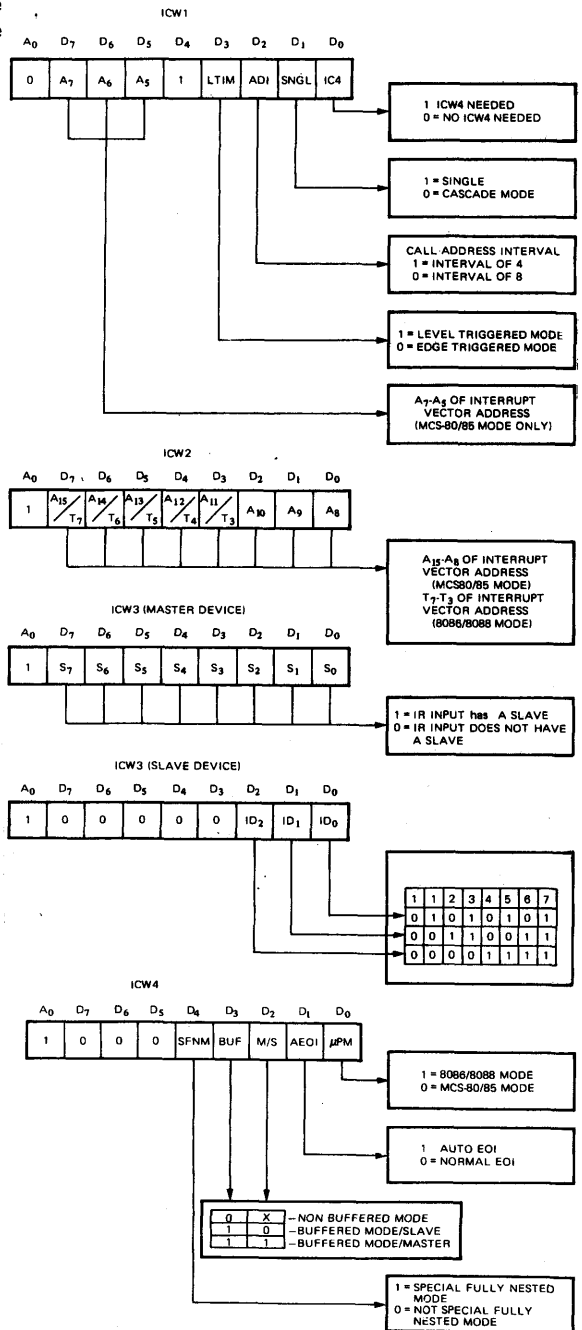 e
e
ICW1
A0 D7 D6 D5 D4 D3 D2 D1 D0
0 A7 A6 A5 1 LTIM ADI SNGL IC4
1 ICW4 NEEDED
0 = NO ICW4 NEEDED
1 = SINGLE
0 = CASCADE MODE
CALL ADDRESS INTERVAL
1 = INTERVAL OF 4
0 = INTERVAL OF 8
1 = LEVEL TRIGGERED MODE
0 = EDGE TRIGGERED MODE
A7-A5 OF INTERRUPT
VECTOR ADDRESS
(MCS-80/85 MODE ONLY)
ICW2
A0 D7 D6 D5 D4 D3 D2 D1 D0
1 A15/T7 A14/T6 A13/T5 A12/T4 A11/T3 A10 A9 A8
A15-A8 OF INTERRUPT
VECTOR ADDRESS
(MCS80/85 MODE)
T7-T3 OF INTERRUPT
VECTOR ADDRESS
(8086/8088 MODE)
ICW3 (MASTER DEVICE)
A0 D7 D6 D5 D4 D3 D2 D1 D0
1 S7 S6 S5 S4 S3 S2 S1 S0
1 = IR INPUT has A SLAVE
0 = IR INPUT DOES NOT HAVE
A SLAVE
ICW3 (SLAVE DEVICE)
A0 D7 D6 D5 D4 D3 D2 D1 D0
1 0 0 0 0 0 ID2 ID1 ID0
1 1 2 3 4 5 6 7
0 1 0 1 0 1 0 1
0 0 1 1 0 0 1 1
0 0 0 0 1 1 1 1
ICW4
A0 D7 D6 D5 D4 D3 D2 D1 D0
1 0 0 0 SFNM BUF M/S AEOI μPM
1 = 8086/8088 MODE
0 = MCS-80/85 MODE
1 AUTO EOI
0 = NORMAL EOI
0 X – NON BUFFERED MODE
1 0 – BUFFERED MODE/SLAVE
1 1 – BUFFERED MODE/MASTER
1 = SPECIAL FULLY NESTED
MODE
0 = NOT SPECIAL FULLY
NESTED MODE